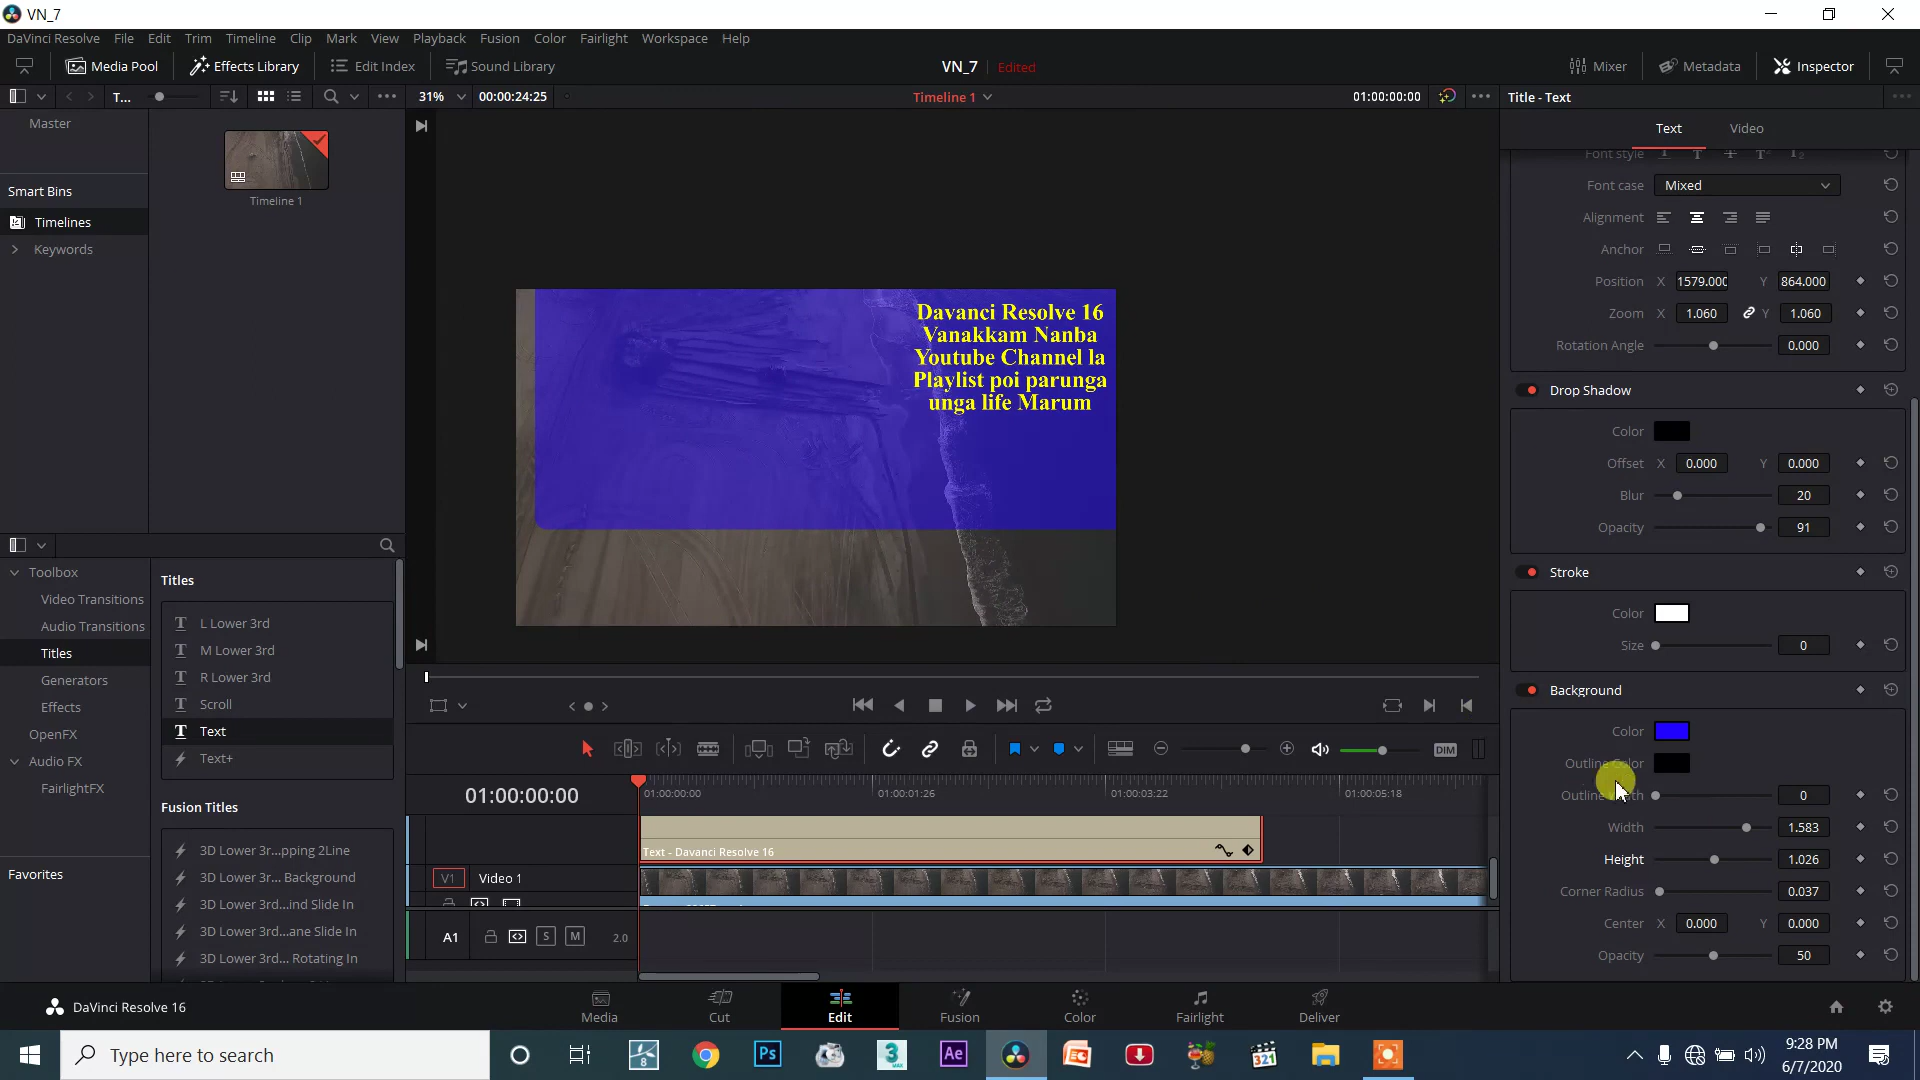 VN_7
DaVinci Resolve File Edit Trim Timeline Clip Mark View Playback Fusion Color Fairlight Workspace Help
Media Pool Effects Library Edit Index Sound Library VN_7 Edited Mixer Metadata Inspector
T... 31% 00:00:24:25 Timeline 1 01:00:00:00 Title - Text
Master
Smart Bins
Timelines
Keywords
Timeline 1
Text Video
Font style
Font case Mixed
Alignment
Anchor
Position X 1579.000 Y 864.000
Zoom X 1.060 Y 1.060
Rotation Angle 0.000
Drop Shadow
Color
Offset X 0.000 Y 0.000
Blur 20
Opacity 91
Stroke
Color
Size 0
Background
Color
Outline Color
Outline Width 0
Width 1.583
Height 1.026
Corner Radius 0.037
Center X 0.000 Y 0.000
Opacity 50
Davanci Resolve 16
Vanakkam Nanba
Youtube Channel la
Playlist poi parunga
unga life Marum
Toolbox
Video Transitions
Audio Transitions
Titles
Generators
Effects
OpenFX
Audio FX
FairlightFX
Favorites
Titles
L Lower 3rd
M Lower 3rd
R Lower 3rd
Scroll
Text
Text+
Fusion Titles
3D Lower 3r...pping 2Line
3D Lower 3r... Background
3D Lower 3rd...ind Slide In
3D Lower 3rd...ane Slide In
3D Lower 3rd... Rotating In
DIM
01:00:00:00 01:00:00:00 01:00:01:26 01:00:03:22 01:00:05:18
Text - Davanci Resolve 16
V1 Video 1
A1 S M 2.0
DaVinci Resolve 16
Media Cut Edit Fusion Color Fairlight Deliver
Type here to search
Ps
Ae
3
MAX
8
321
9:28 PM
6/7/2020